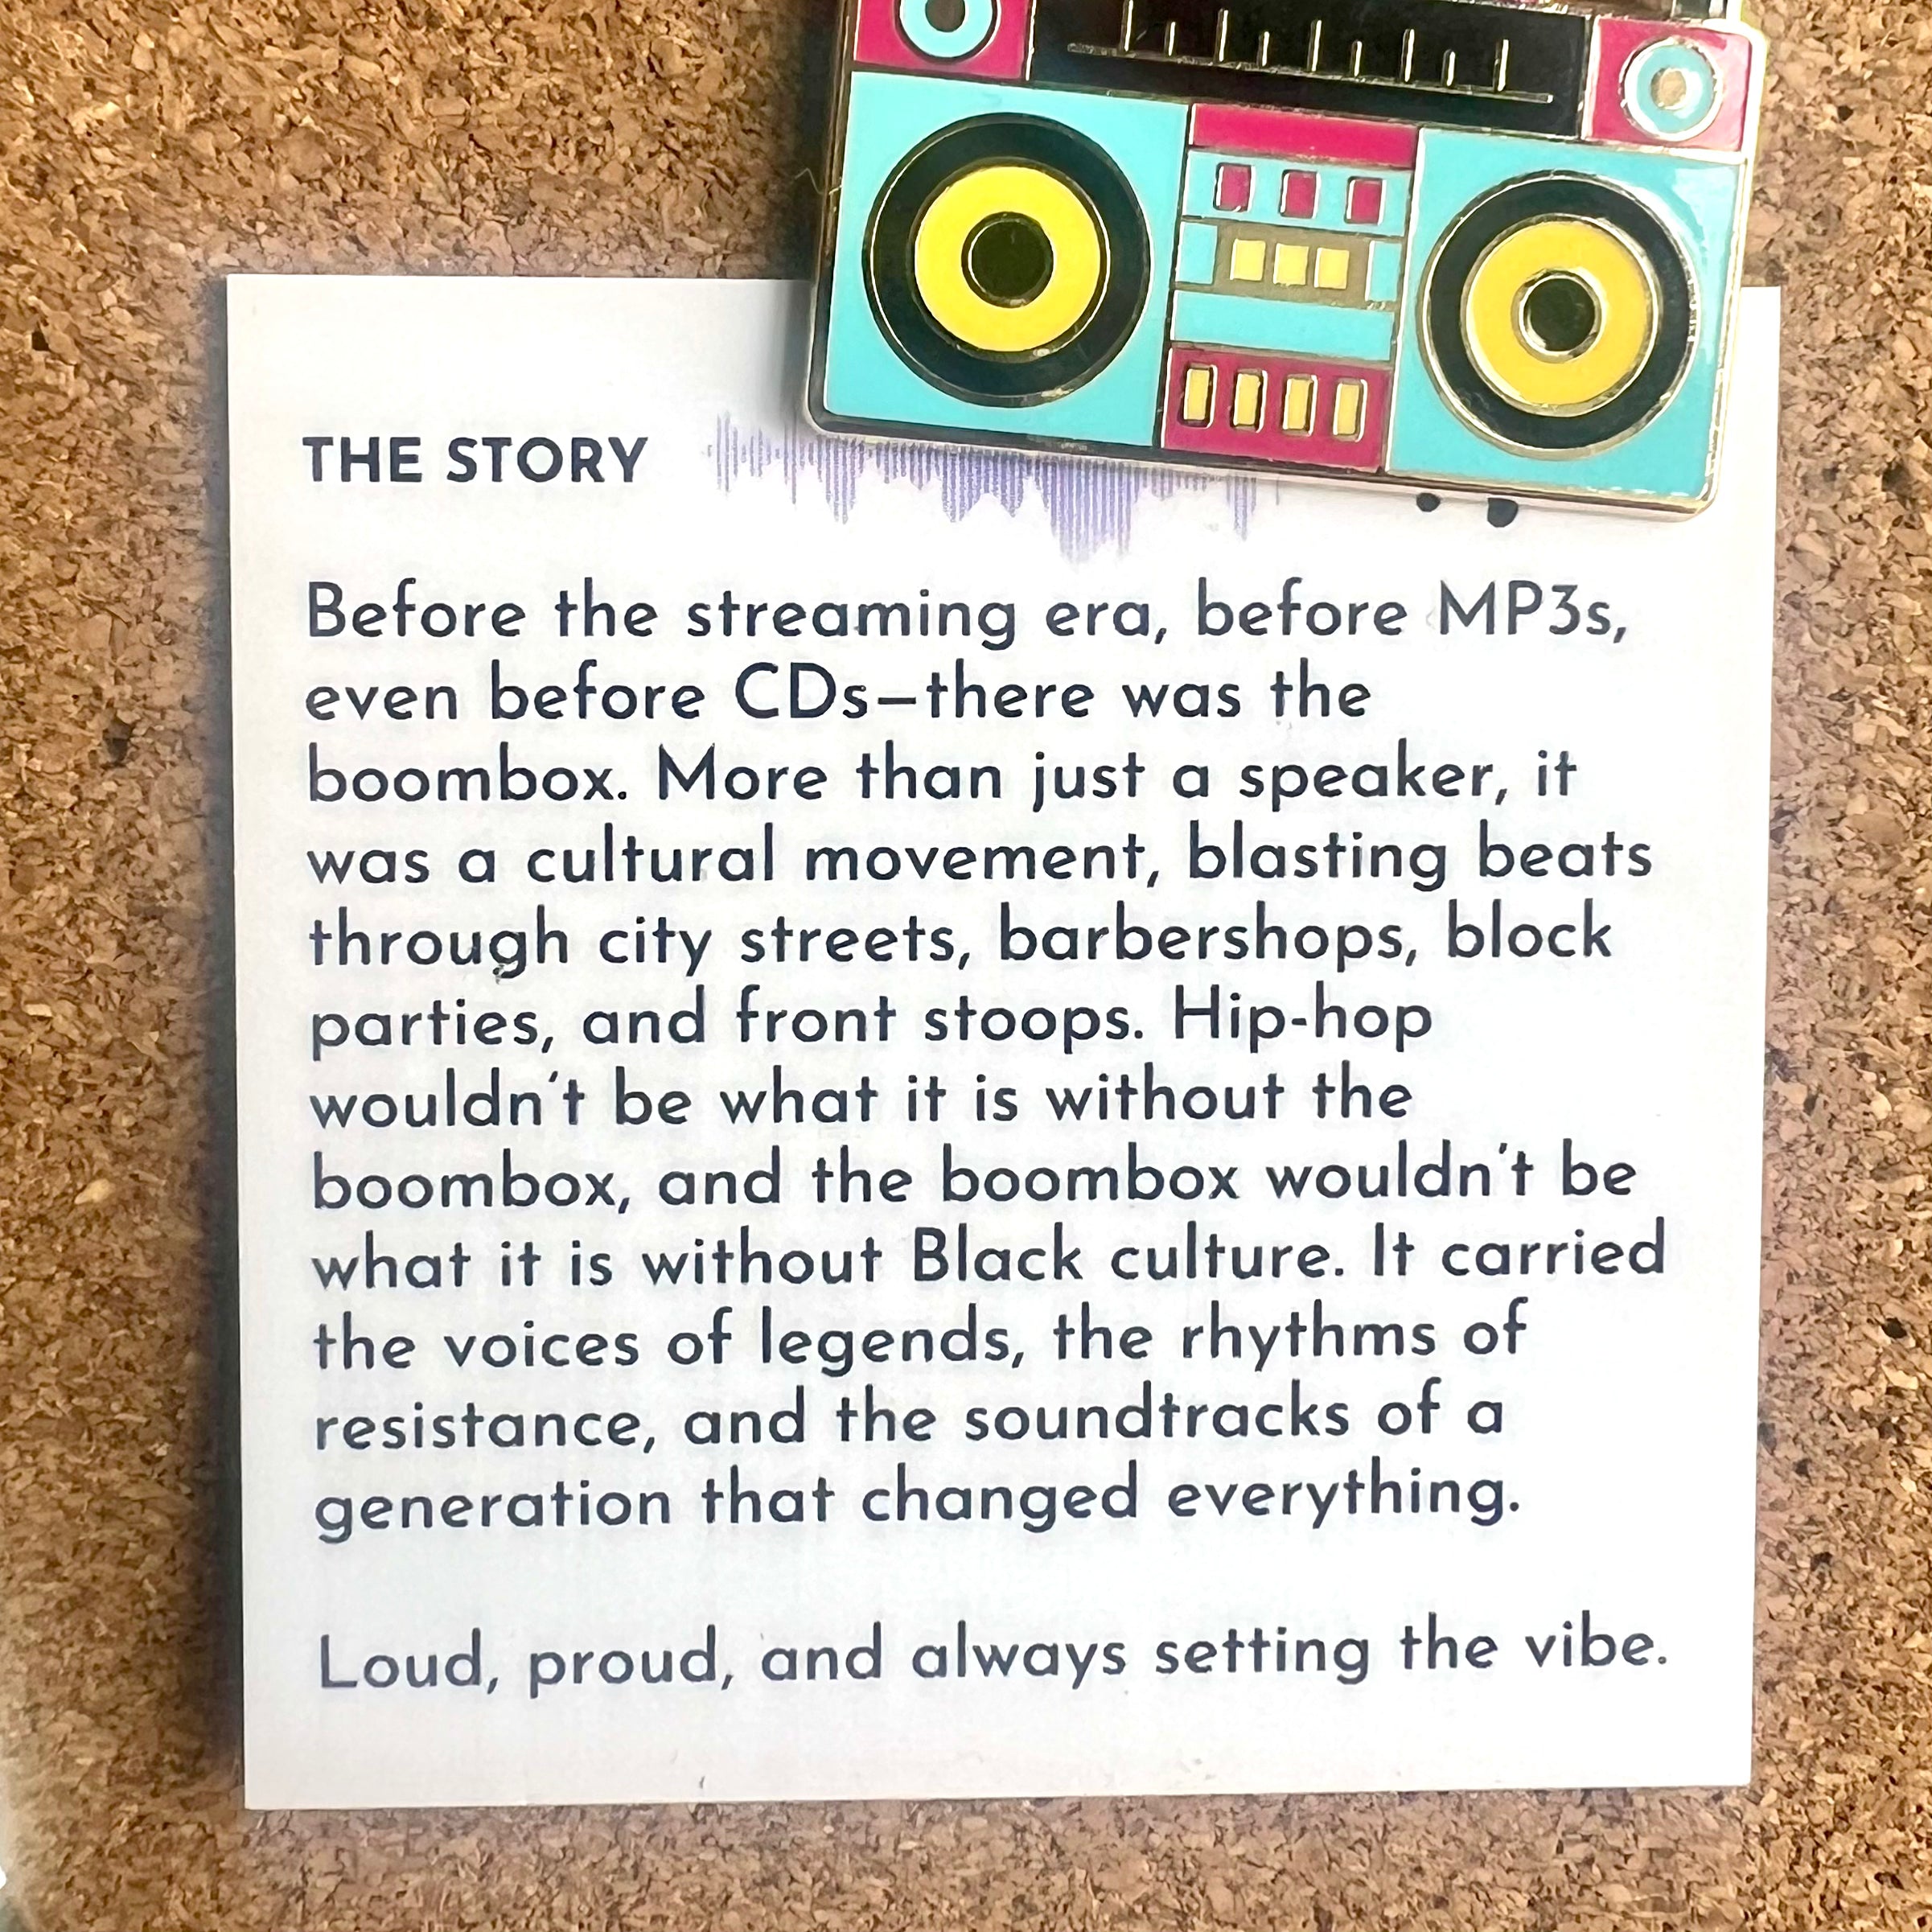 THE STORY
Before the streaming era, before MP3s,
even before CDs—there was the
boombox. More than just a speaker, it
was a cultural movement, blasting beats
through city streets, barbershops, block
parties, and front stoops. Hip-hop
wouldn't be what it is without the
boombox, and the boombox wouldn't be
what it is without Black culture. It carried
the voices of legends, the rhythms of
resistance, and the soundtracks of a
generation that changed everything.
Loud, proud, and always setting the vibe.